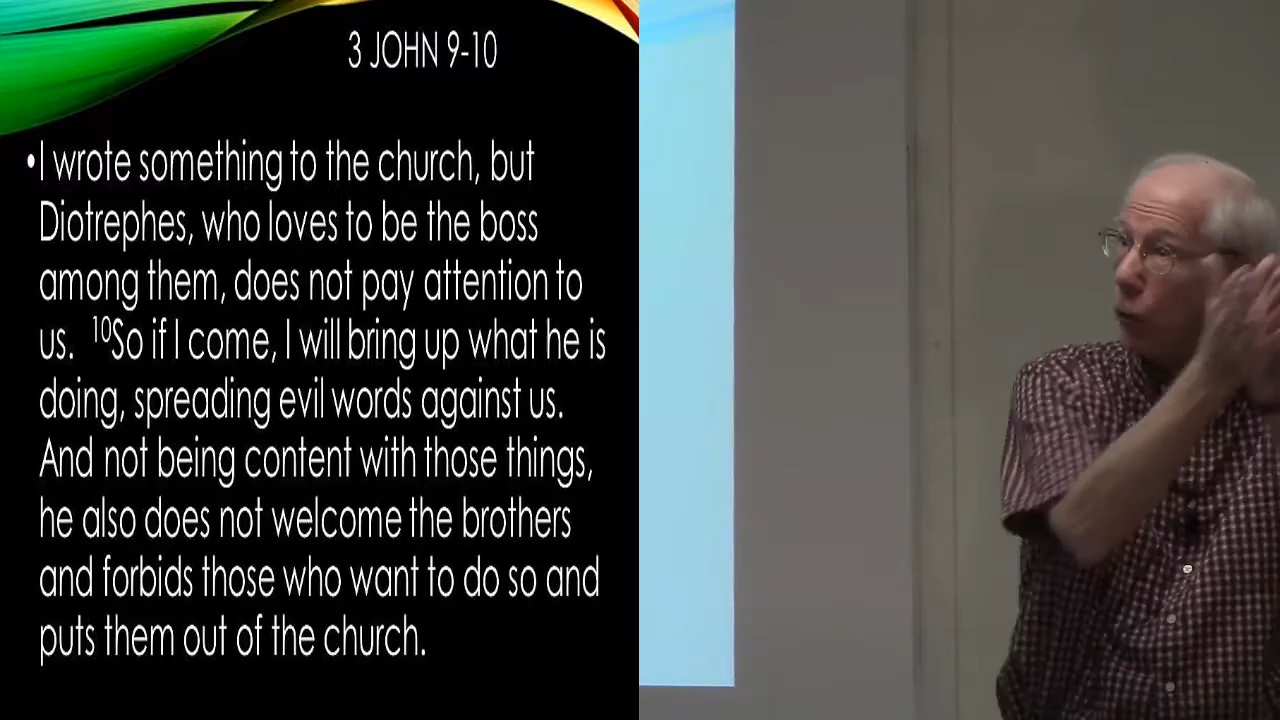 3 JOHN 9-10
•I wrote something to the church, but
Diotrephes, who loves to be the boss
among them, does not pay attention to
us. ¹⁰So if I come, I will bring up what he is
doing, spreading evil words against us.
And not being content with those things,
he also does not welcome the brothers
and forbids those who want to do so and
puts them out of the church.